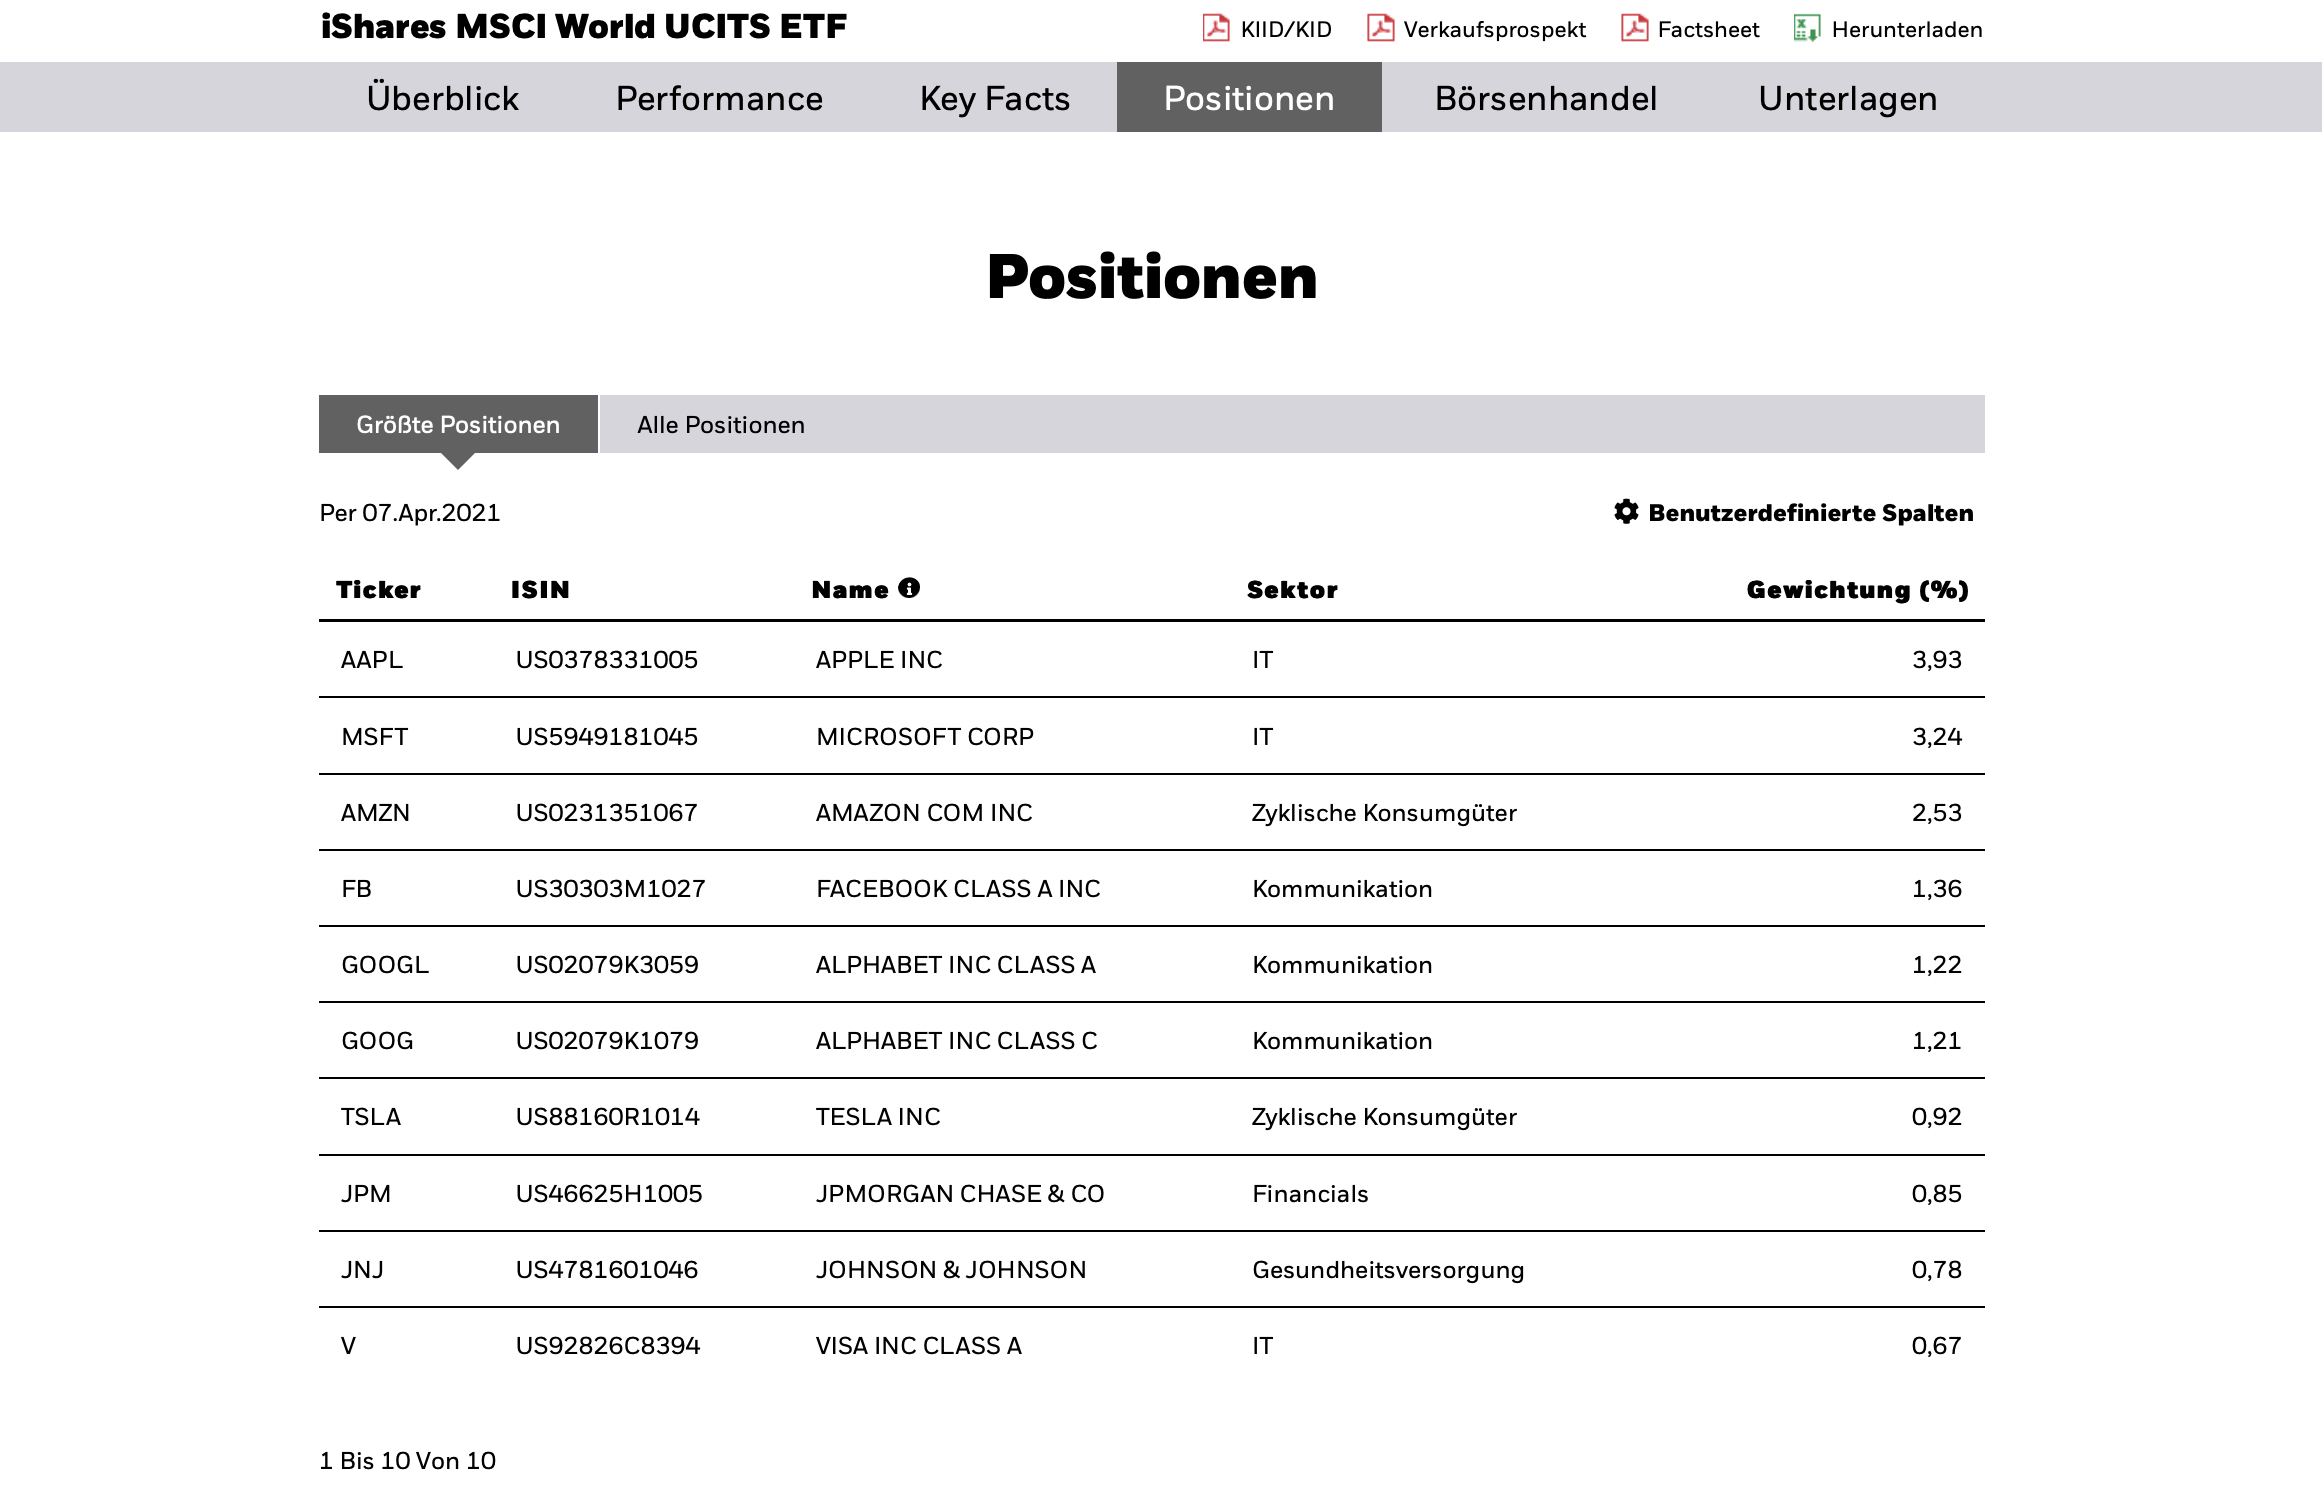 iShares MSCI World UCITS ETF KIID/KID Verkaufsprospekt Factsheet Herunterladen
Überblick Performance Key Facts Positionen Börsenhandel Unterlagen
Positionen
Größte Positionen Alle Positionen
Per 07.Apr.2021 Benutzerdefinierte Spalten
Ticker ISIN Name Sektor Gewichtung (%)
AAPL US0378331005 APPLE INC IT 3,93
MSFT US5949181045 MICROSOFT CORP IT 3,24
AMZN US0231351067 AMAZON COM INC Zyklische Konsumgüter 2,53
FB US30303M1027 FACEBOOK CLASS A INC Kommunikation 1,36
GOOGL US02079K3059 ALPHABET INC CLASS A Kommunikation 1,22
GOOG US02079K1079 ALPHABET INC CLASS C Kommunikation 1,21
TSLA US88160R1014 TESLA INC Zyklische Konsumgüter 0,92
JPM US46625H1005 JPMORGAN CHASE & CO Financials 0,85
JNJ US4781601046 JOHNSON & JOHNSON Gesundheitsversorgung 0,78
V US92826C8394 VISA INC CLASS A IT 0,67
1 Bis 10 Von 10